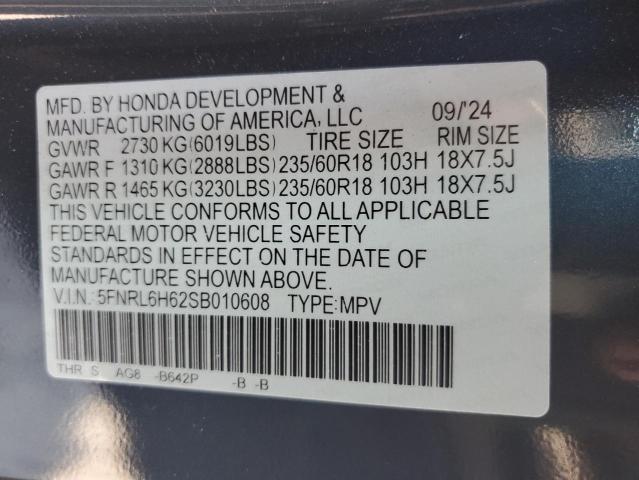 MFD. BY HONDA DEVELOPMENT &
MANUFACTURING OF AMERICA, LLC 09/'24
GVWR 2730 KG(6019LBS) TIRE SIZE RIM SIZE
GAWR F 1310 KG(2888LBS) 235/60R18 103H 18X7.5J
GAWR R 1465 KG(3230LBS) 235/60R18 103H 18X7.5J
THIS VEHICLE CONFORMS TO ALL APPLICABLE
FEDERAL MOTOR VEHICLE SAFETY
STANDARDS IN EFFECT ON THE DATE OF
MANUFACTURE SHOWN ABOVE.
V.I.N.: 5FNRL6H62SB010608 TYPE:MPV
THR S AG8 -B642P -B -B